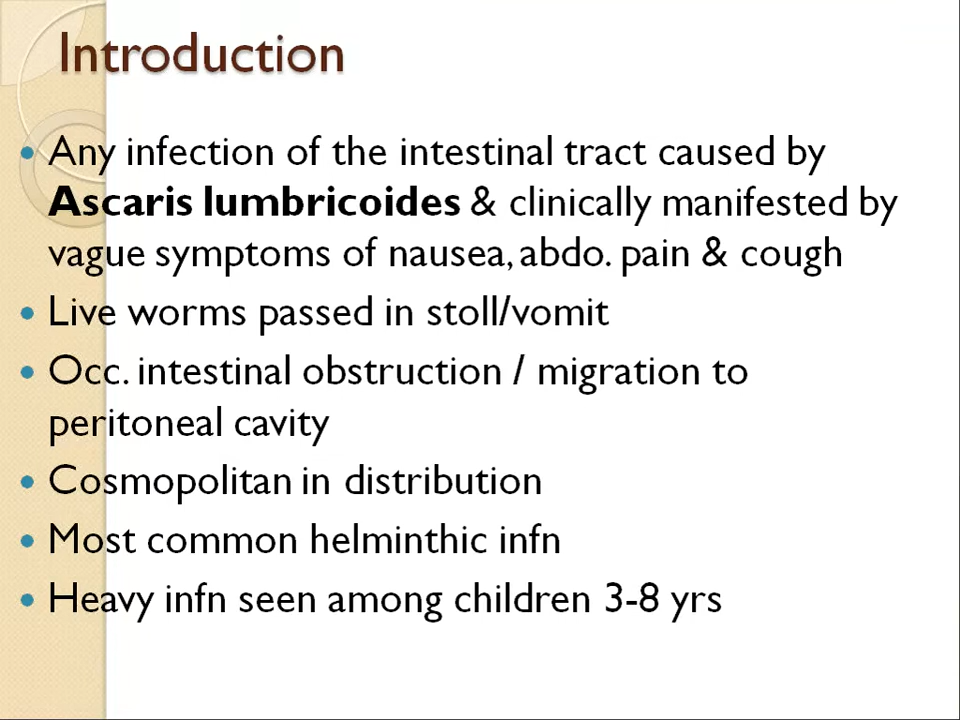 Introduction
• Any infection of the intestinal tract caused by
Ascaris lumbricoides & clinically manifested by
vague symptoms of nausea, abdo. pain & cough
• Live worms passed in stoll/vomit
• Occ. intestinal obstruction / migration to
peritoneal cavity
• Cosmopolitan in distribution
• Most common helminthic infn
• Heavy infn seen among children 3-8 yrs